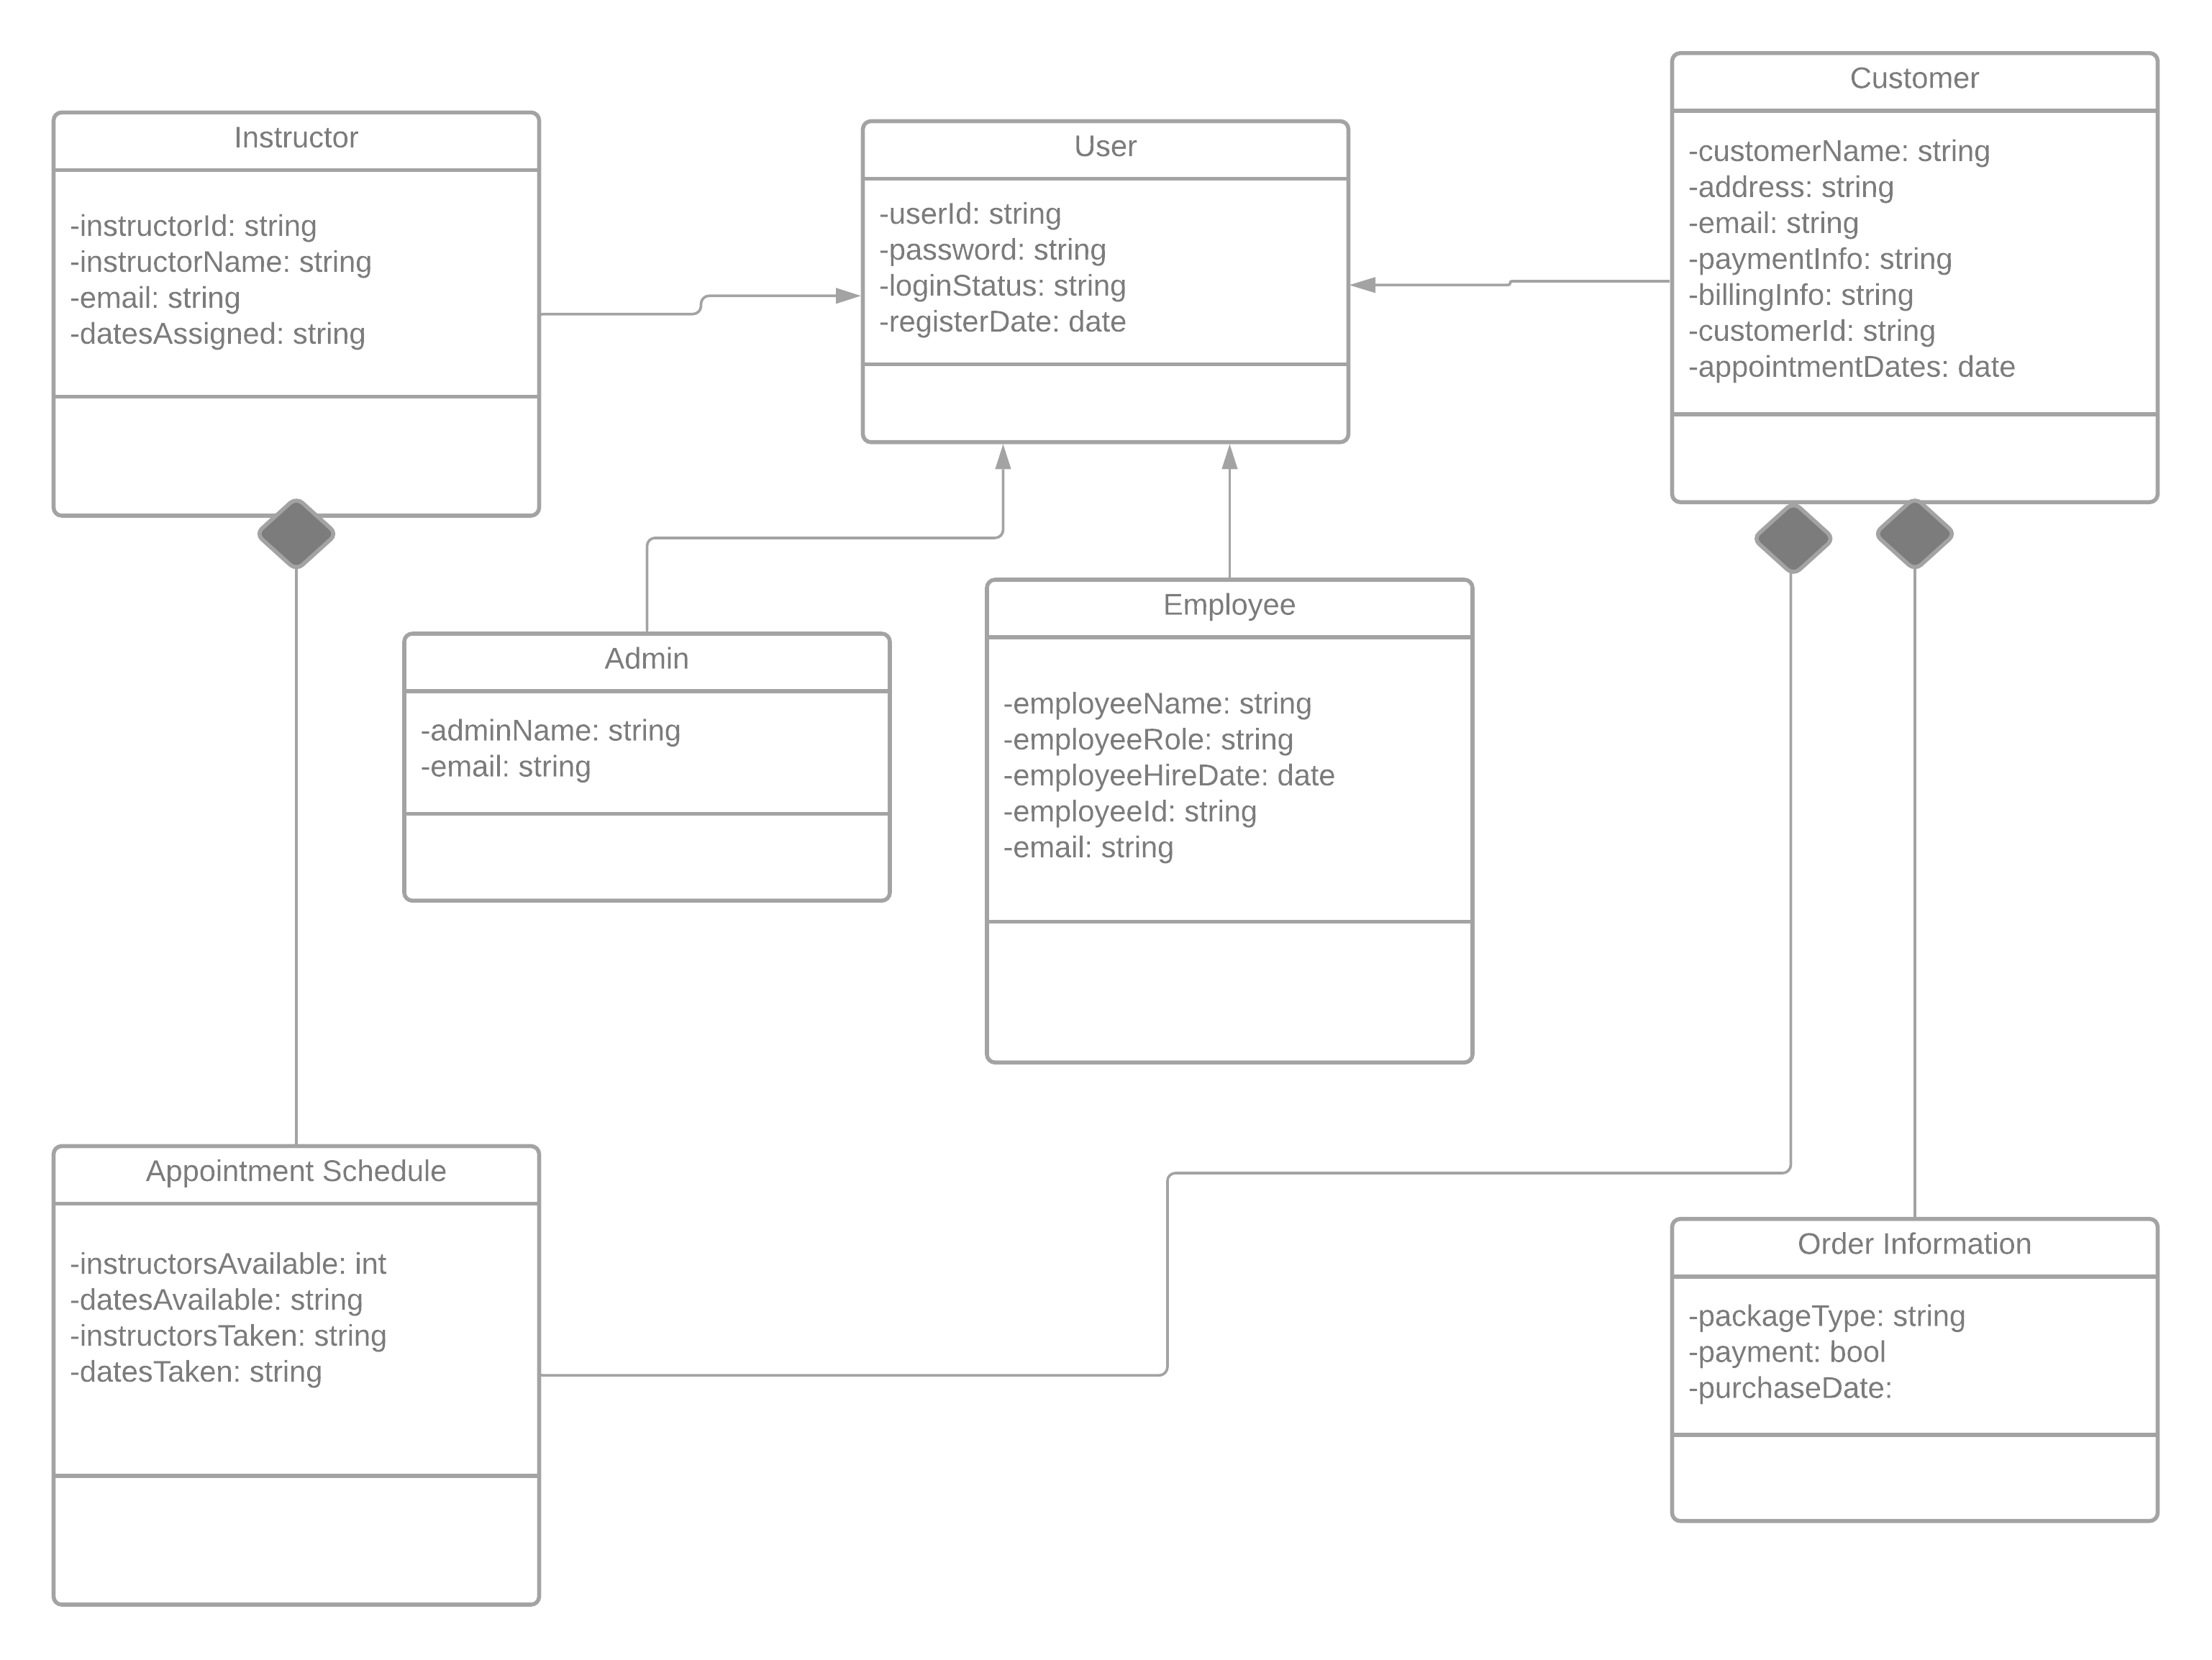 Instructor
-instructorId: string
-instructorName: string
-email: string
-datesAssigned: string
User
-userId: string
-password: string
-loginStatus: string
-registerDate: date
Customer
-customerName: string
-address: string
-email: string
-paymentInfo: string
-billingInfo: string
-customerId: string
-appointmentDates: date
Admin
-adminName: string
-email: string
Employee
-employeeName: string
-employeeRole: string
-employeeHireDate: date
-employeeId: string
-email: string
Appointment Schedule
-instructorsAvailable: int
-datesAvailable: string
-instructorsTaken: string
-datesTaken: string
Order Information
-packageType: string
-payment: bool
-purchaseDate: